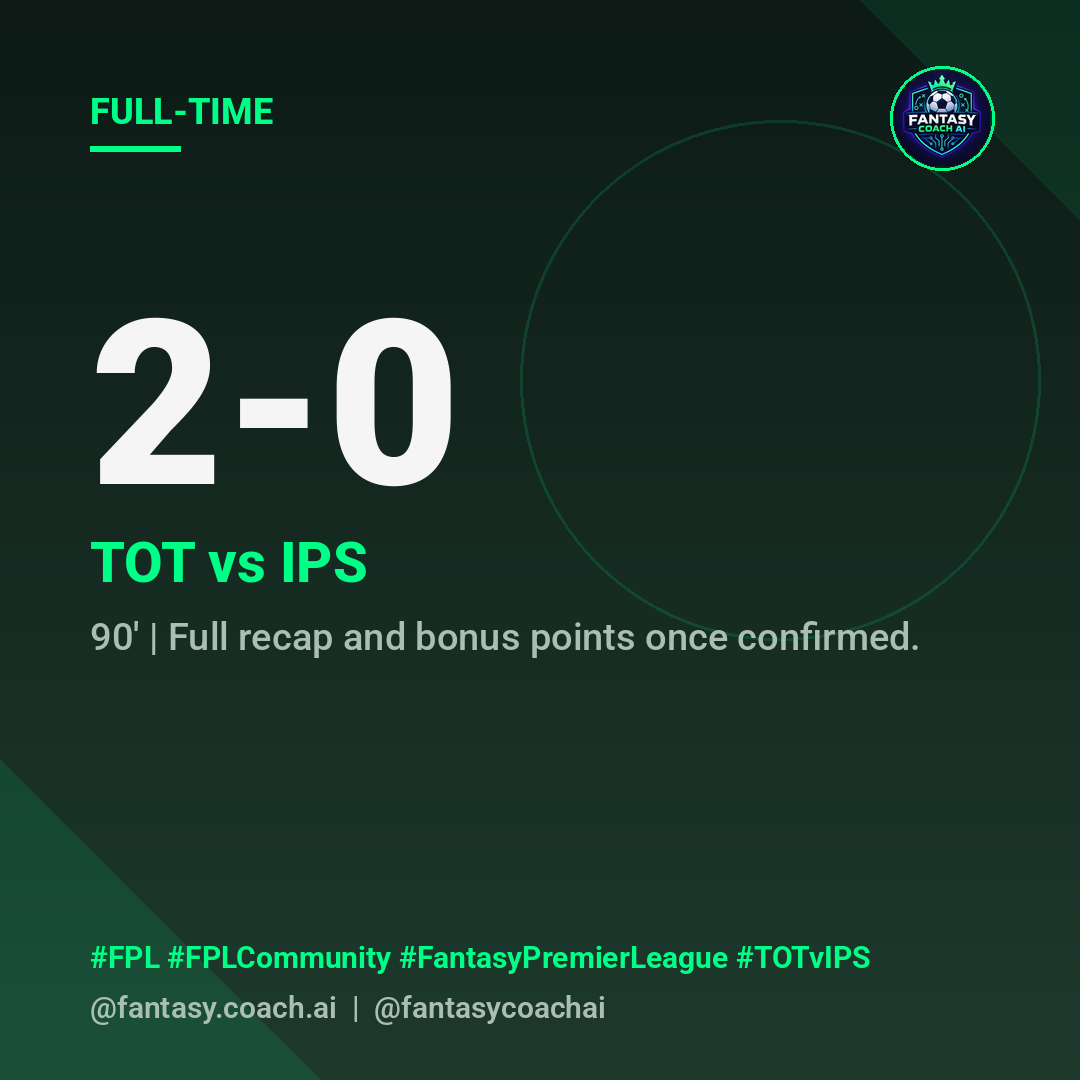 FULL-TIME
FANTASY
COACH AI
2-0
TOT vs IPS
90' | Full recap and bonus points once confirmed.
#FPL #FPLCommunity #FantasyPremierLeague #TOTvIPS
@fantasy.coach.ai | @fantasycoachai